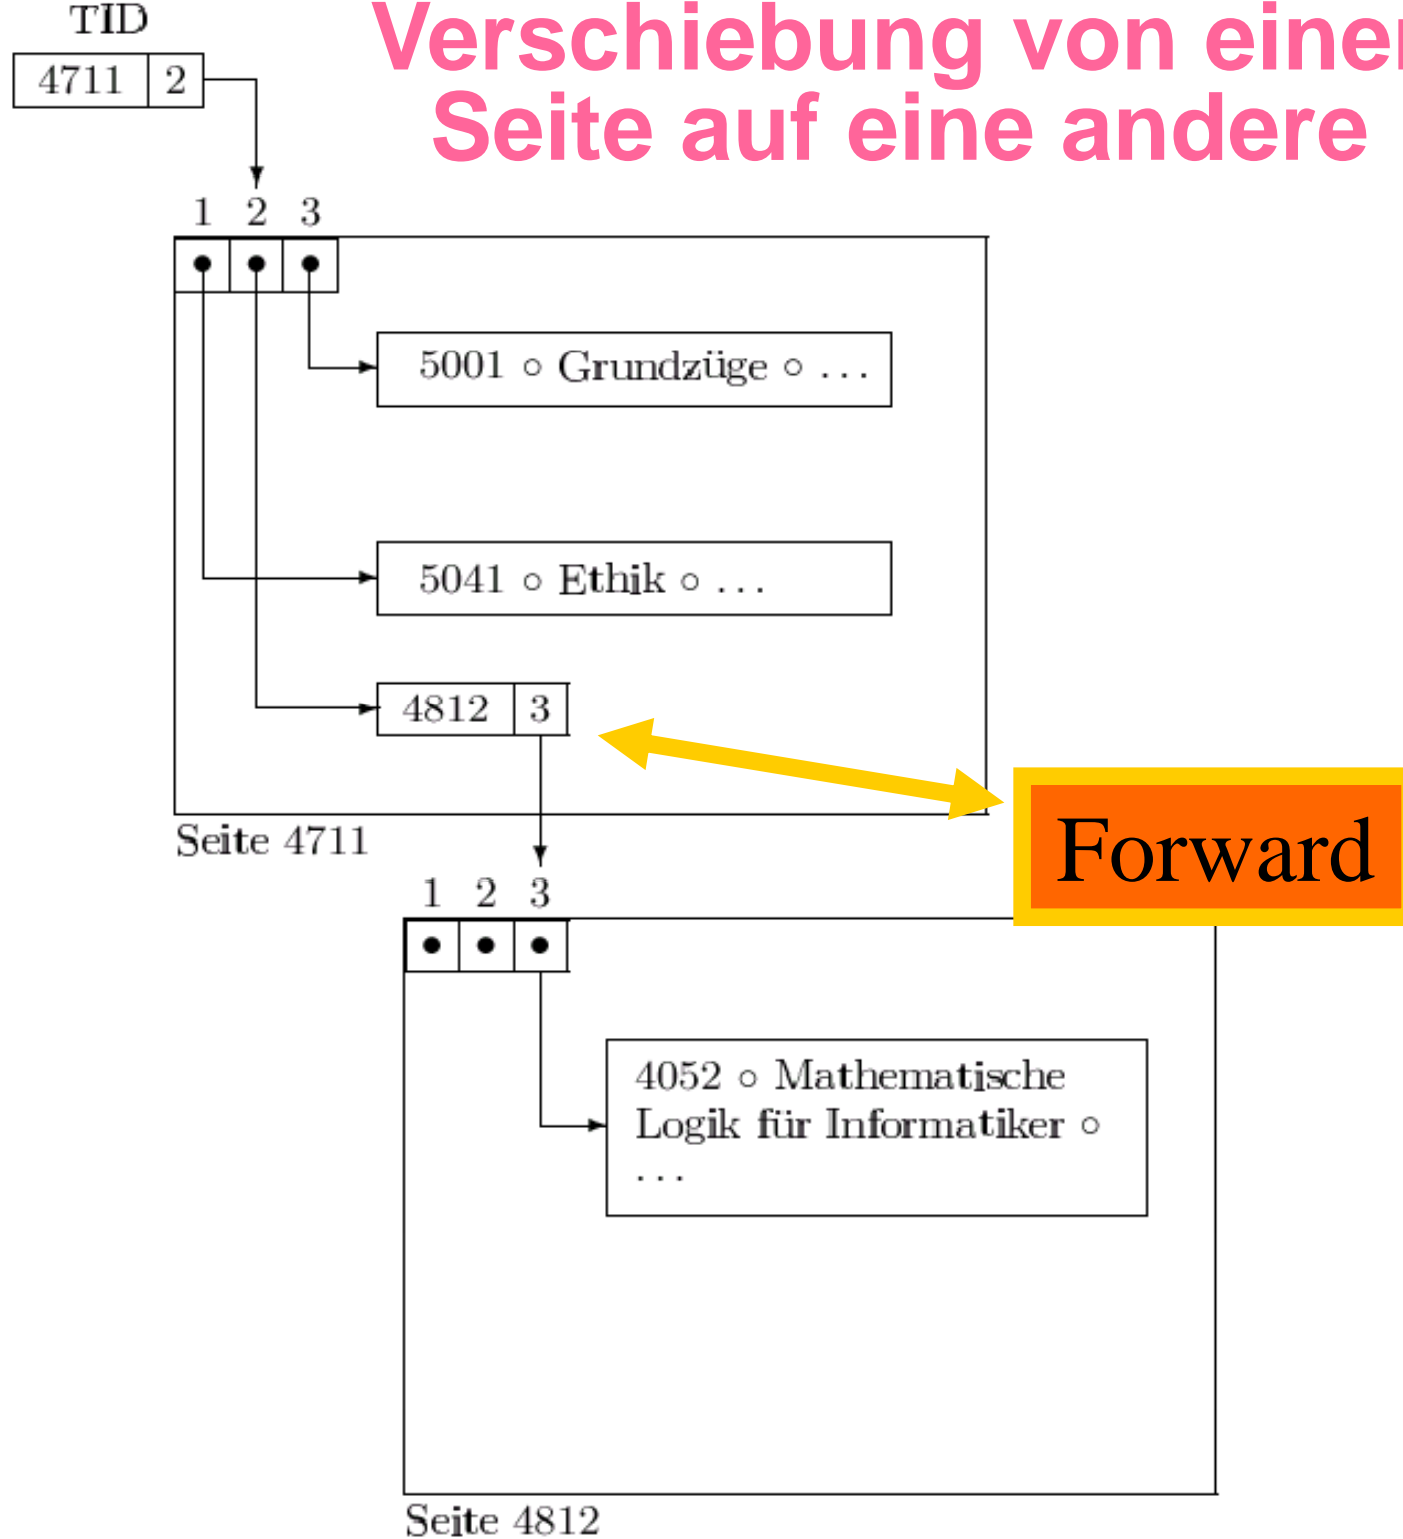 TID
Verschiebung von einer
Seite auf eine andere
4711 2
1 2 3
5001 ∘ Grundzüge ∘ ...
5041 ∘ Ethik ∘ ...
4812 3
Forward
Seite 4711
1 2 3
4052 ∘ Mathematische
Logik für Informatiker ∘
...
Seite 4812